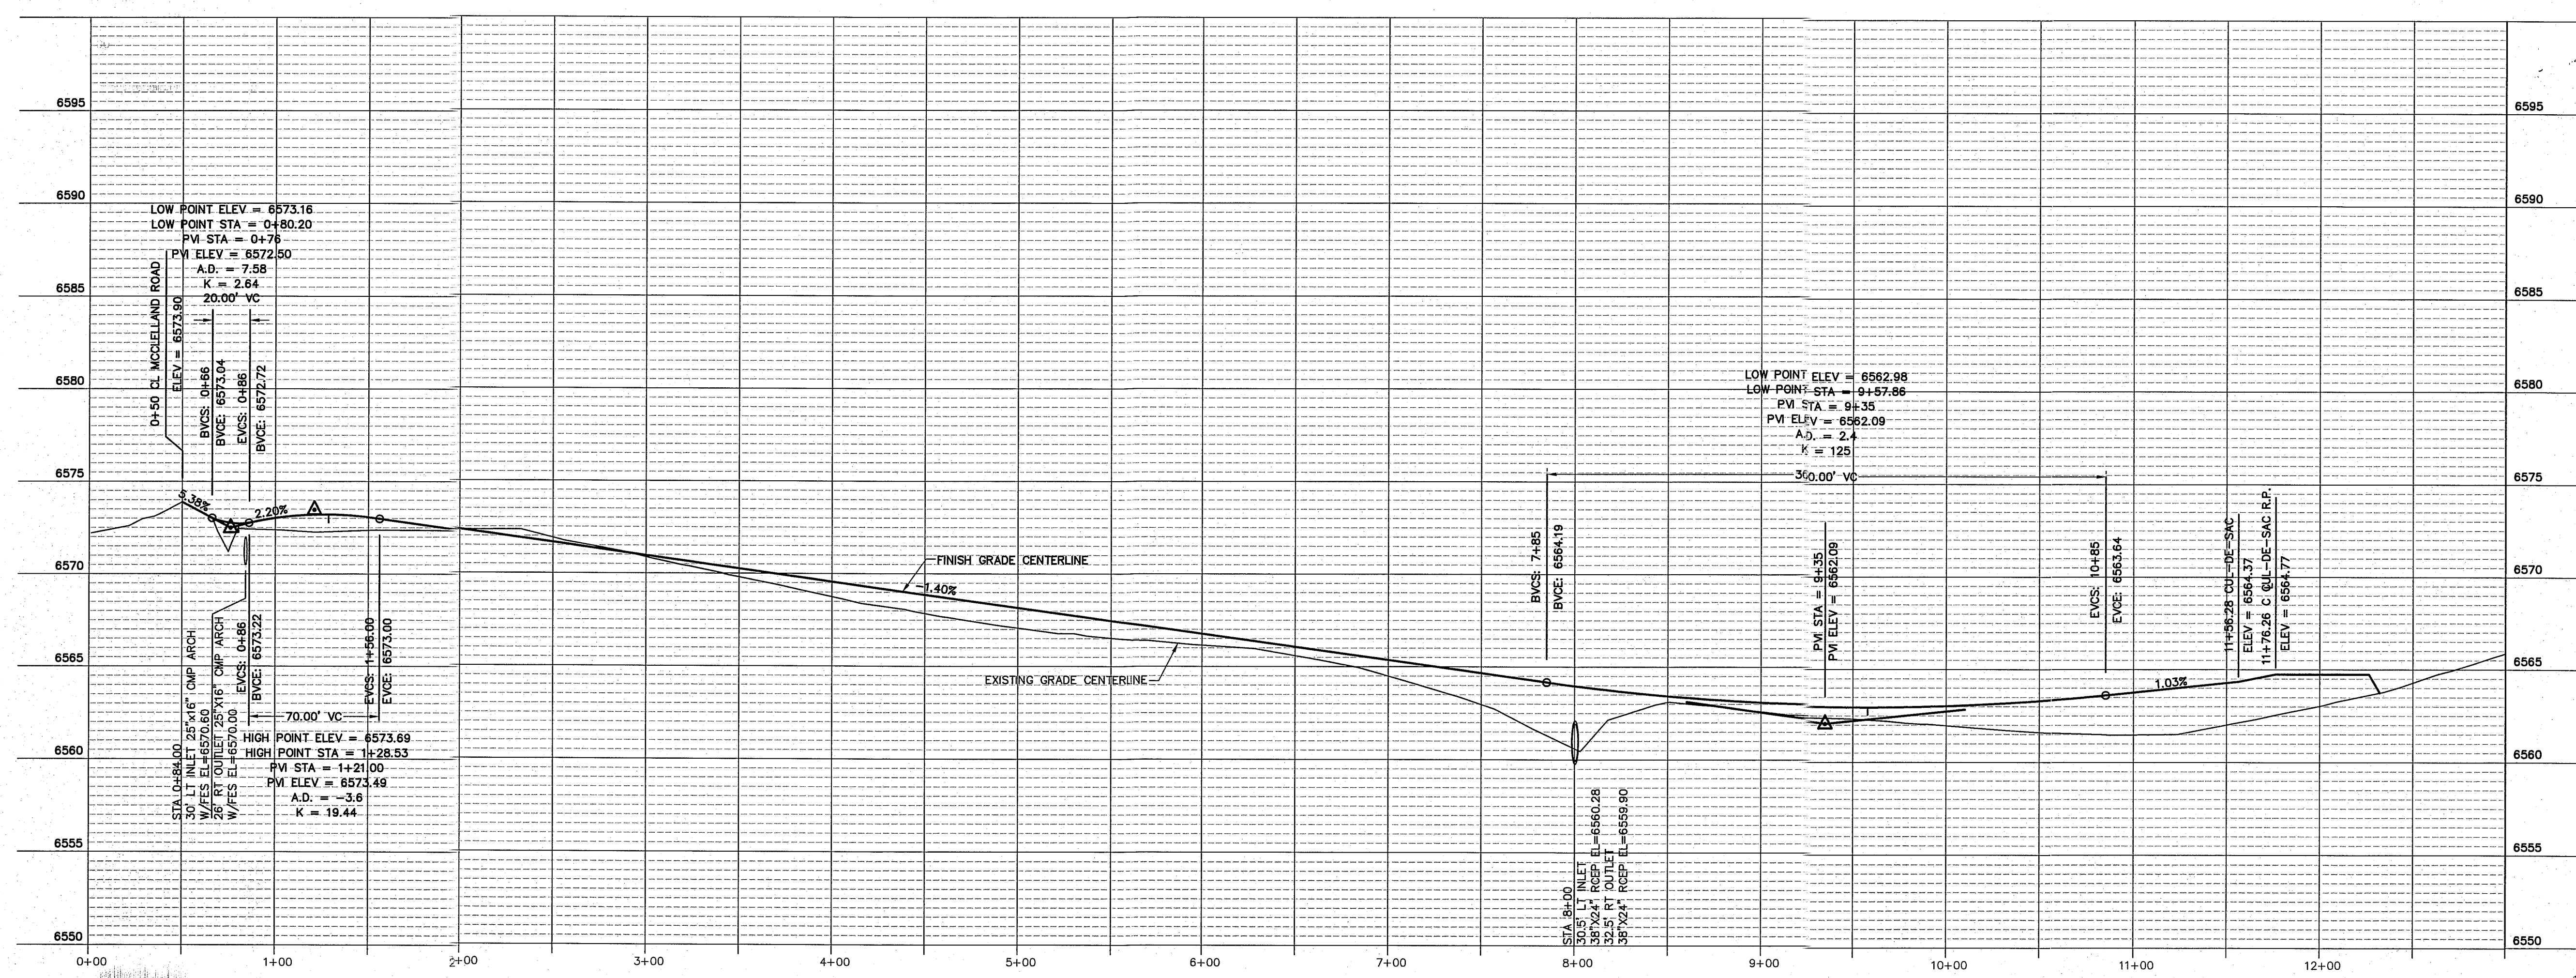 6595
6590
6585
6580
6575
6570
6565
6560
6555
6550
LOW POINT ELEV = 6573.16
LOW POINT STA = 0+80.20
PVI STA = 0+76
PVI ELEV = 6572.50
A.D. = 7.58
K = 2.64
20.00' VC
0+50 CL MCCLELLAND ROAD
ELEV = 6573.90
BVCS: 0+66
BVCE: 6573.04
EVCS: 0+86
BVCE: 6572.72
5.38%
2.20%
STA 0+84.00
30' LT INLET 25"x16" CMP ARCH
W/FES EL=6570.60
26' RT OUTLET 25"X16" CMP ARCH
W/FES EL=6570.00
EVCS: 0+86
BVCE: 6573.22
EVCS: 1+56.00
EVCE: 6573.00
70.00' VC
HIGH POINT ELEV = 6573.69
HIGH POINT STA = 1+28.53
PVI STA = 1+21.00
PVI ELEV = 6573.49
A.D. = -3.6
K = 19.44
FINISH GRADE CENTERLINE
-1.40%
EXISTING GRADE CENTERLINE
LOW POINT ELEV = 6562.98
LOW POINT STA = 9+57.86
PVI STA = 9+35
PVI ELEV = 6562.09
A.D. = 2.4
K = 125
300.00' VC
BVCS: 7+85
BVCE: 6564.19
STA 8+00
30.5' LT INLET
38"X24" RCEP EL=6560.28
32.5' RT OUTLET
38"X24" RCEP EL=6559.90
PVI STA = 9+35
PVI ELEV = 6562.09
EVCS: 10+85
EVCE: 6563.64
1.03%
11+56.28 CUL-DE-SAC
ELEV = 6564.37
11+76.26 C CUL-DE-SAC R.P.
ELEV = 6564.77
6595
6590
6585
6580
6575
6570
6565
6560
6555
6550
0+00
1+00
2+00
3+00
4+00
5+00
6+00
7+00
8+00
9+00
10+00
11+00
12+00